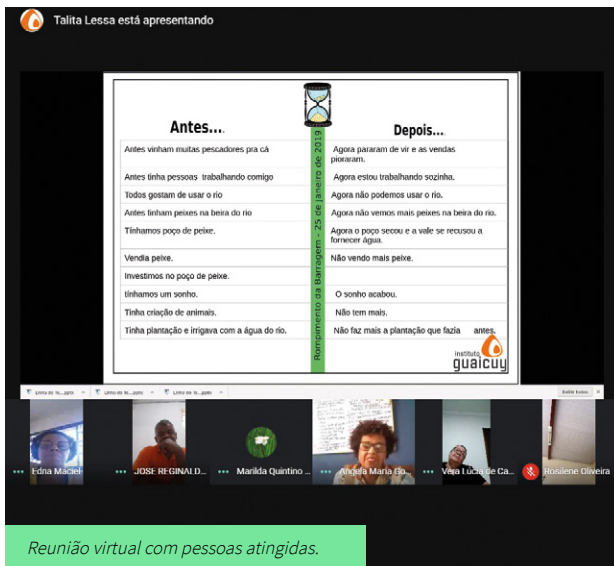 Talita Lessa está apresentando
Antes...
Depois...
Rompimento da Barragem - 25 de janeiro de 2019
Antes vinham muitas pescadores pra cá
Agora pararam de vir e as vendas
pioraram.
Antes tinha pessoas trabalhando comigo
Agora estou trabalhando sozinha.
Todos gostam de usar o rio
Agora não podemos usar o rio.
Antes tinham peixes na beira do rio
Agora não vemos mais peixes na beira do rio.
Tínhamos poço de peixe.
Agora o poço secou e a vale se recusou a
fornecer água.
Vendia peixe.
Não vendo mais peixe.
Investimos no poço de peixe.
tínhamos um sonho.
O sonho acabou.
Tinha criação de animais.
Não tem mais.
Tinha plantação e irrigava com a água do rio.
Não faz mais a plantação que fazia antes.
instituto
guaicuy
Edna Maciel
JOSE REGINALD...
Marilda Quintino ...
Angela Maria Go...
Vera Lucia de Ca...
Rosilene Oliveira
Reunião virtual com pessoas atingidas.